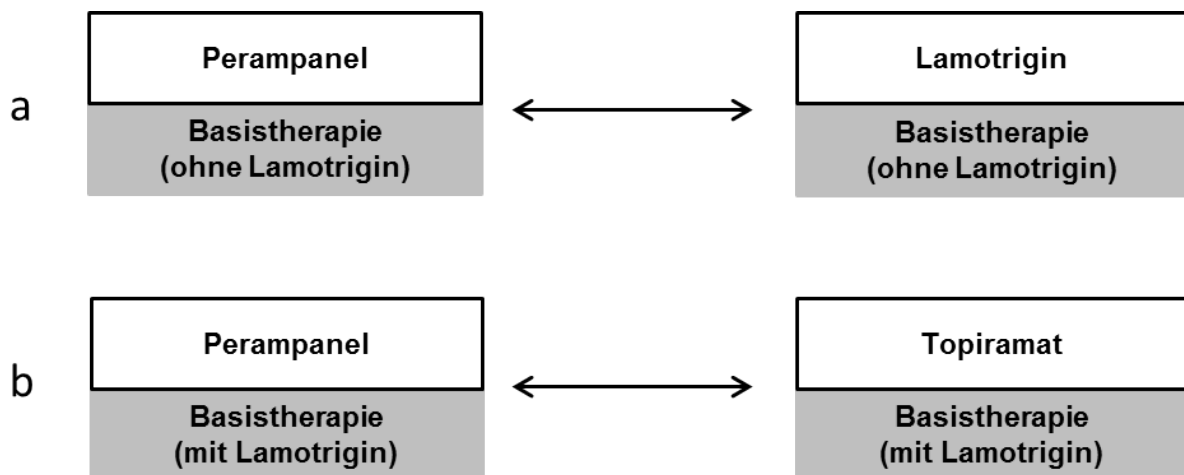 a
Perampanel
Basistherapie
(ohne Lamotrigin)
Lamotrigin
Basistherapie
(ohne Lamotrigin)
b
Perampanel
Basistherapie
(mit Lamotrigin)
Topiramat
Basistherapie
(mit Lamotrigin)